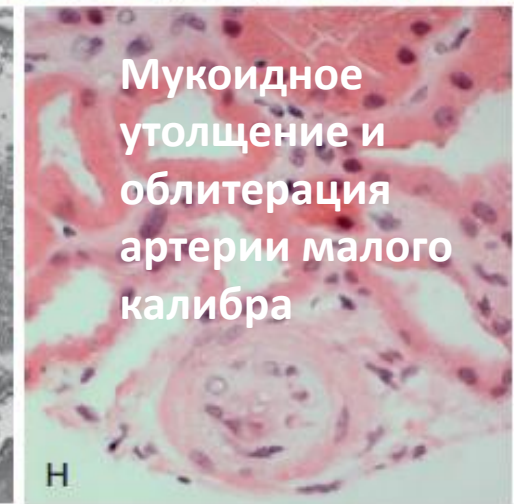 Мукоидное
утолщение и
облитерация
артерии малого
калибра
H